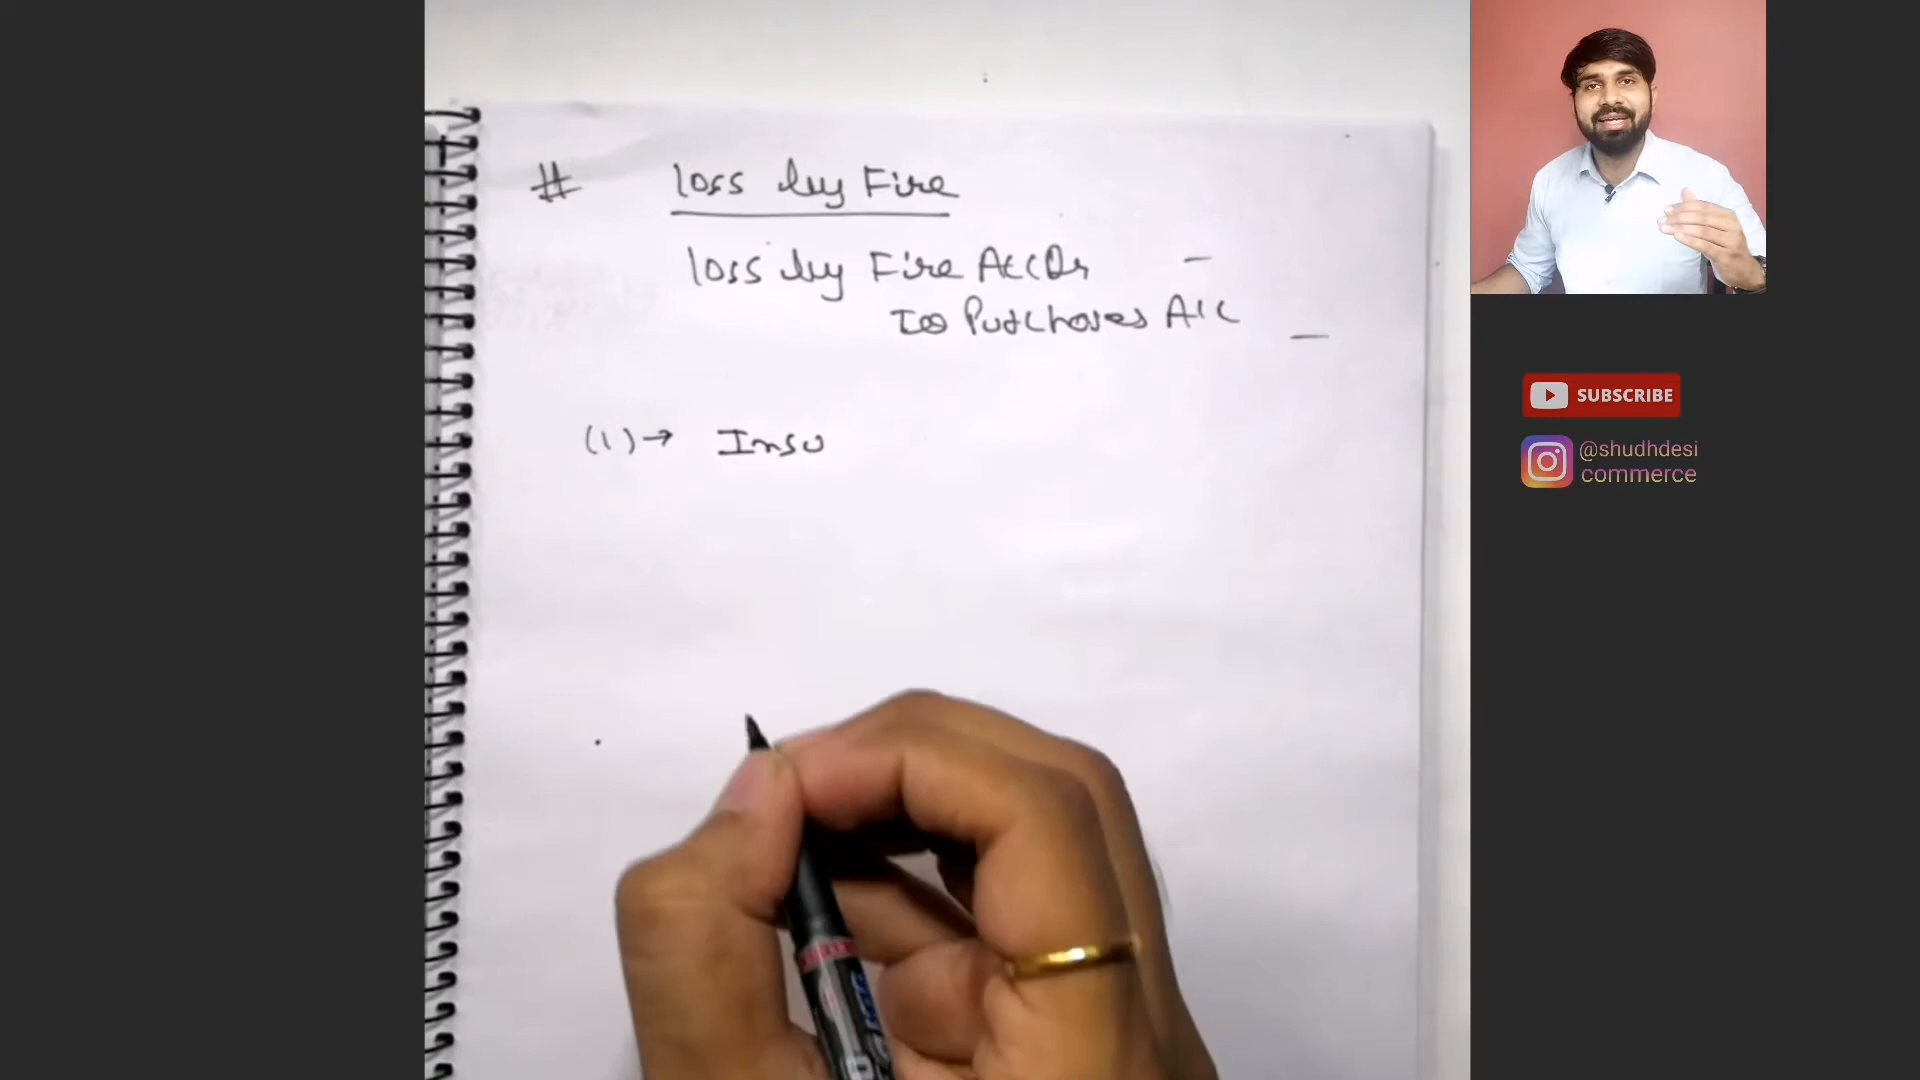 # Loss by Fire
Loss by Fire A/C Dr -
To Purchases A/C -
(1) → Insu
SUBSCRIBE
@shudhdesi
commerce